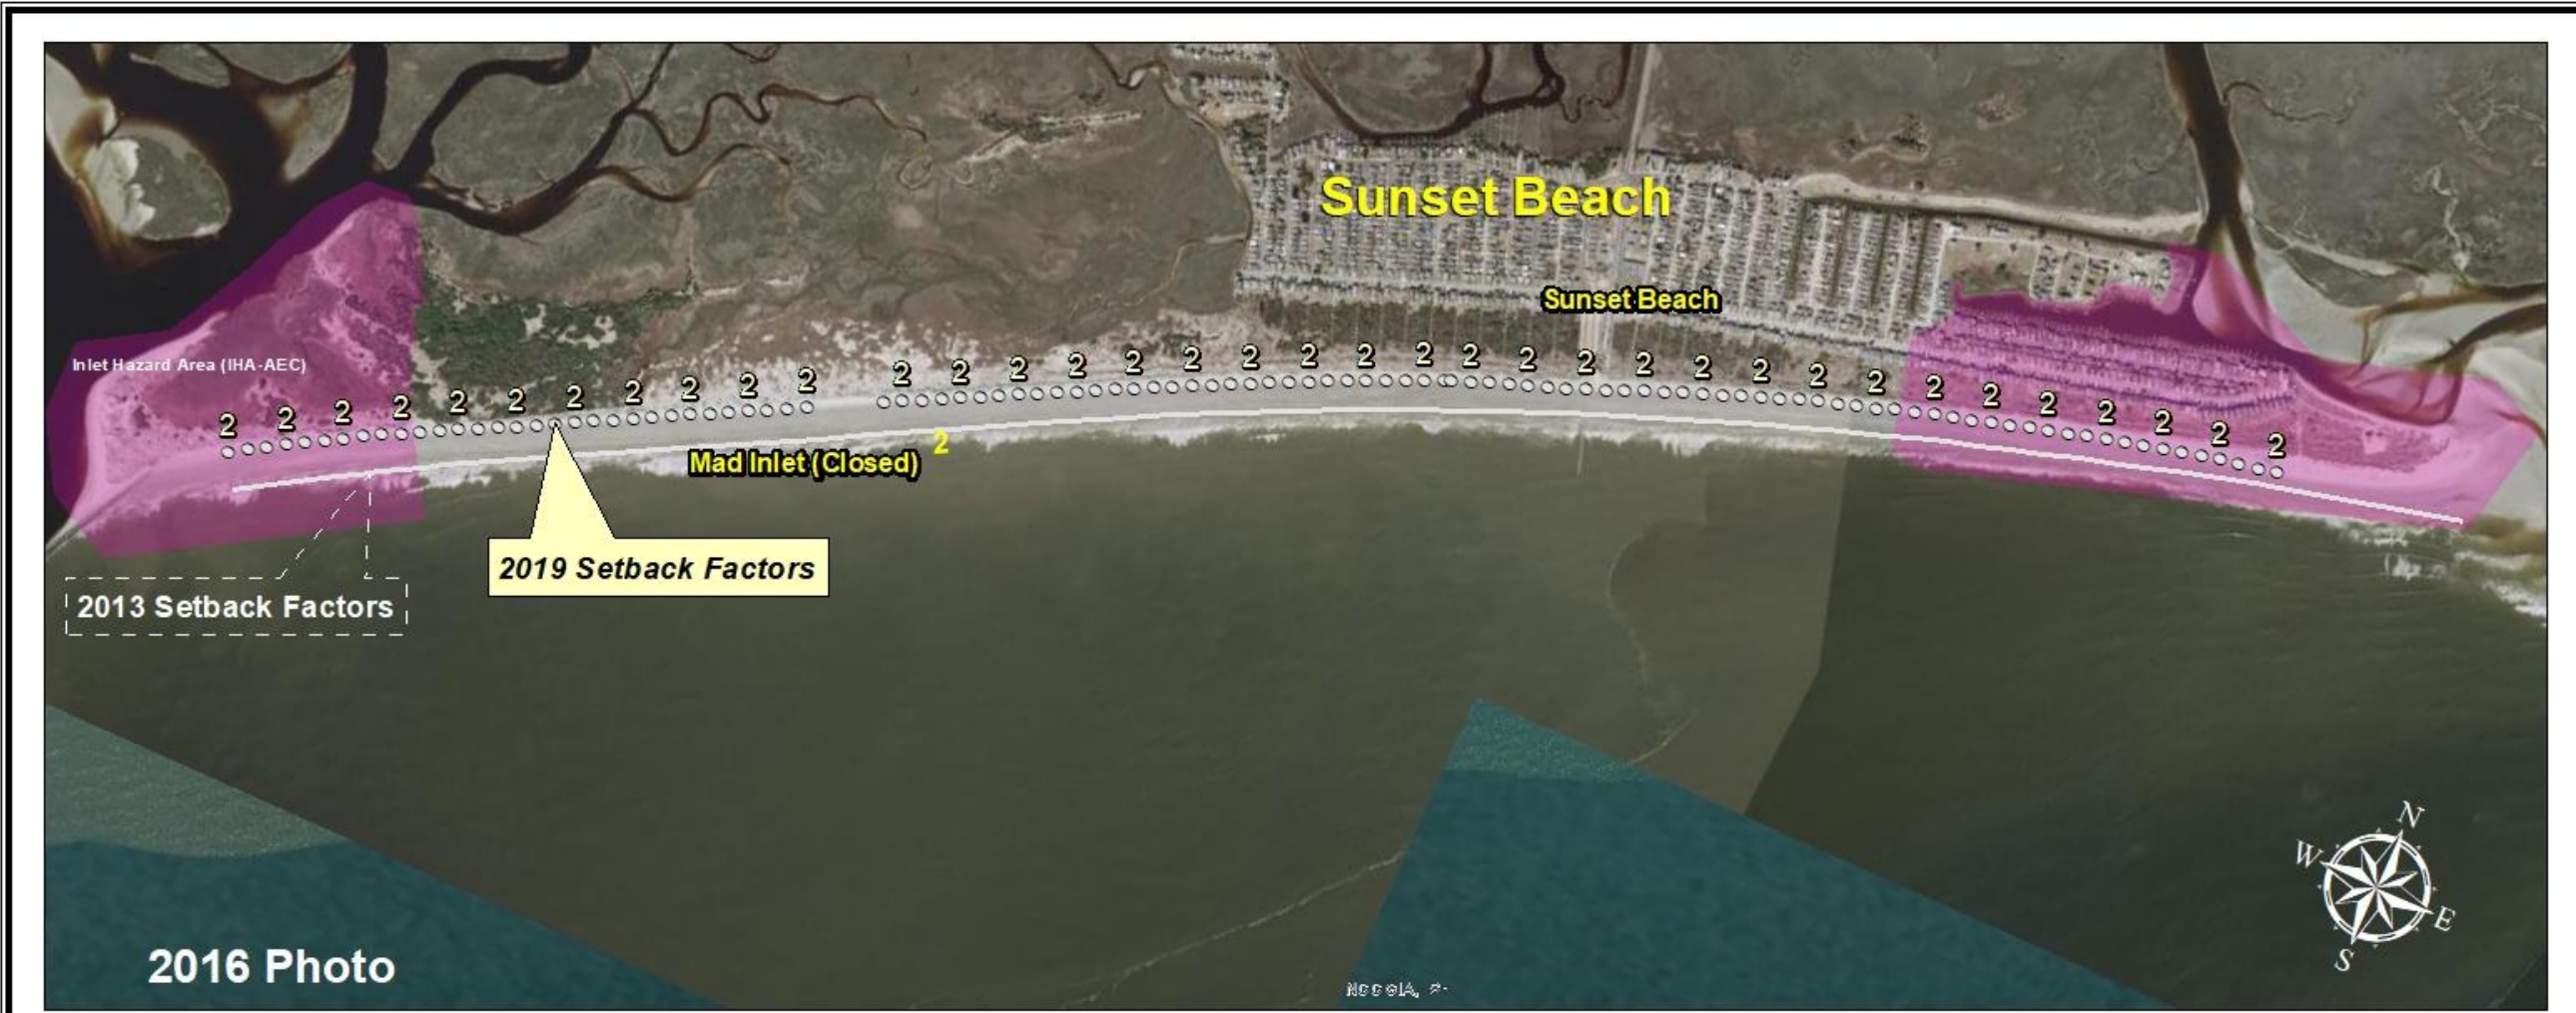 Sunset Beach
Sunset Beach
Inlet Hazard Area (IHA-AEC)
2 2 2 2 2 2 2 2 2 2 2 2 2 2 2 2 2 2 2 2 2 2 2 2 2 2 2 2 2 2 2 2 2 2 2 2
2
Mad Inlet (Closed)
2019 Setback Factors
2013 Setback Factors
N
W
E
S
2016 Photo